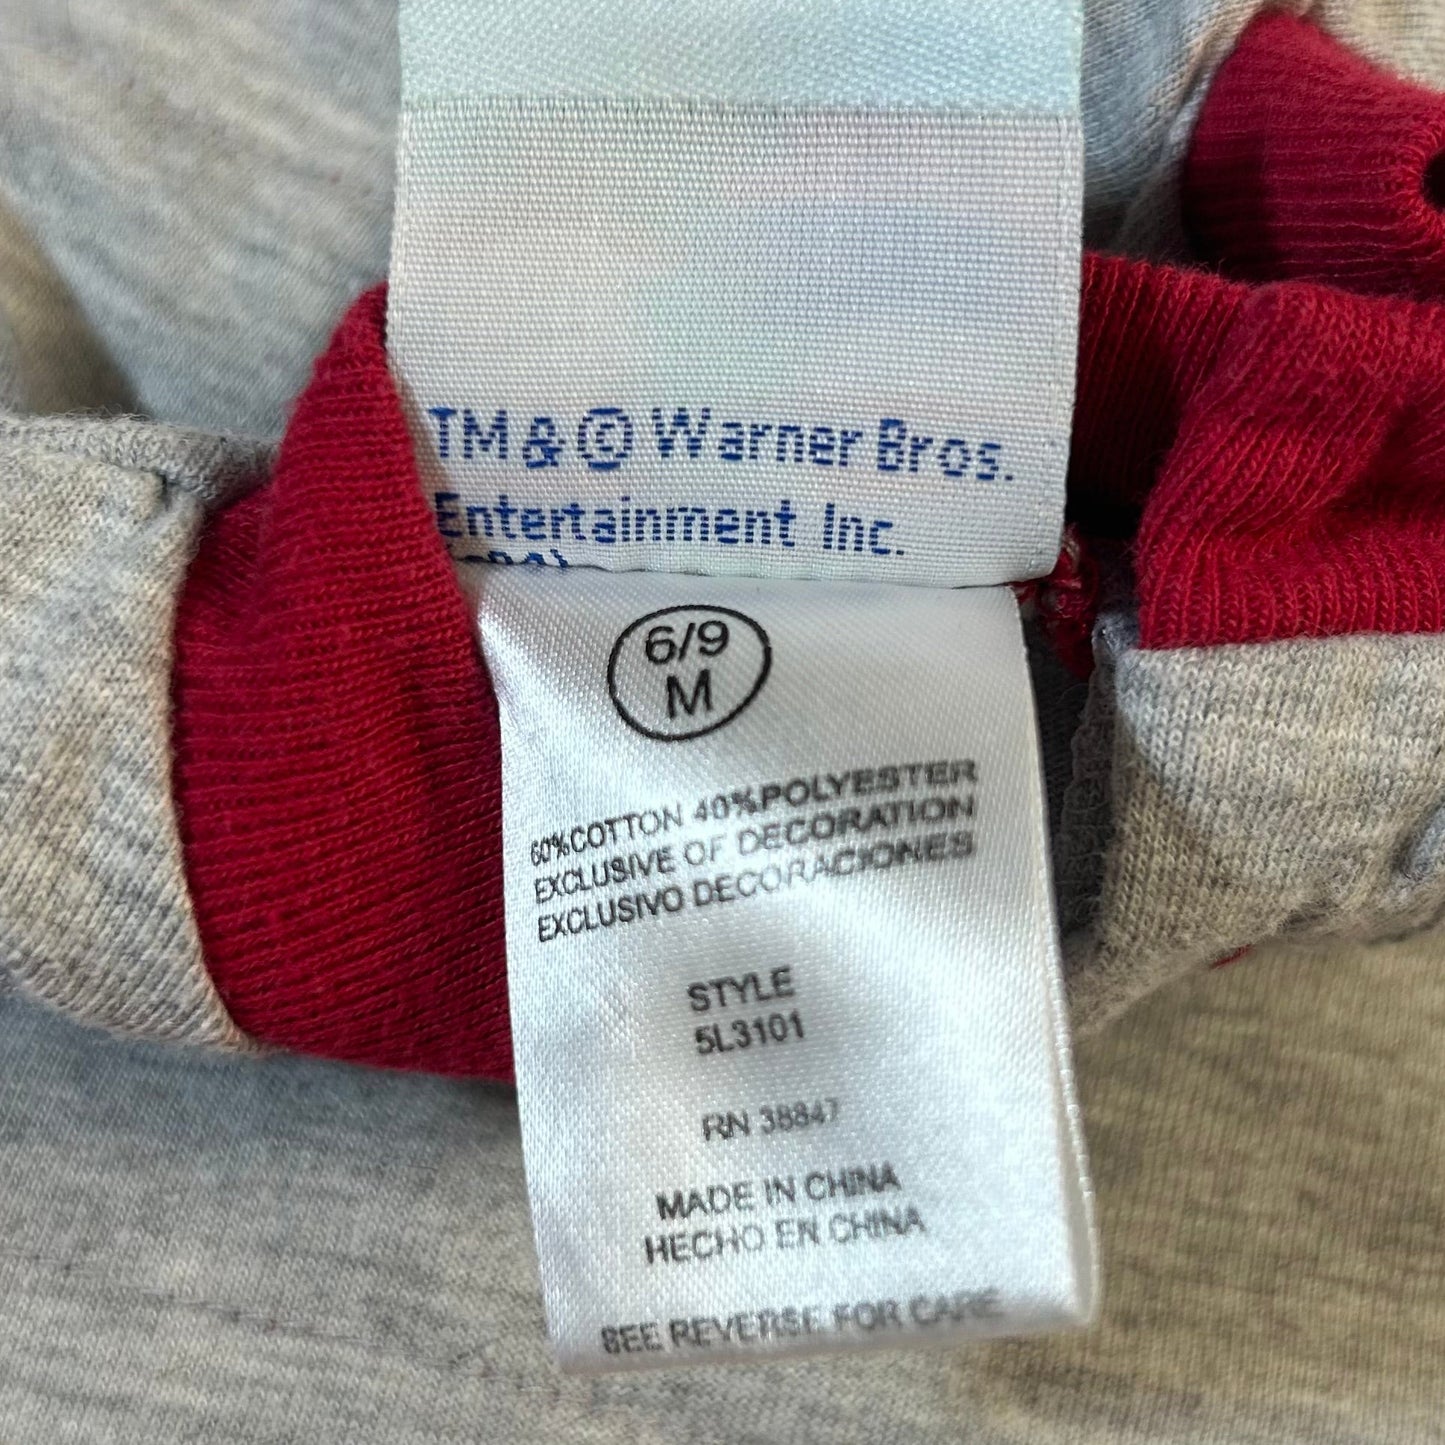 TM & © Warner Bros.
Entertainment Inc.
(s04)
6/9
M
60%COTTON 40%POLYESTER
EXCLUSIVE OF DECORATION
EXCLUSIVO DECORACIONES
STYLE
5L3101
RN 38847
MADE IN CHINA
HECHO EN CHINA
SEE REVERSE FOR CARE